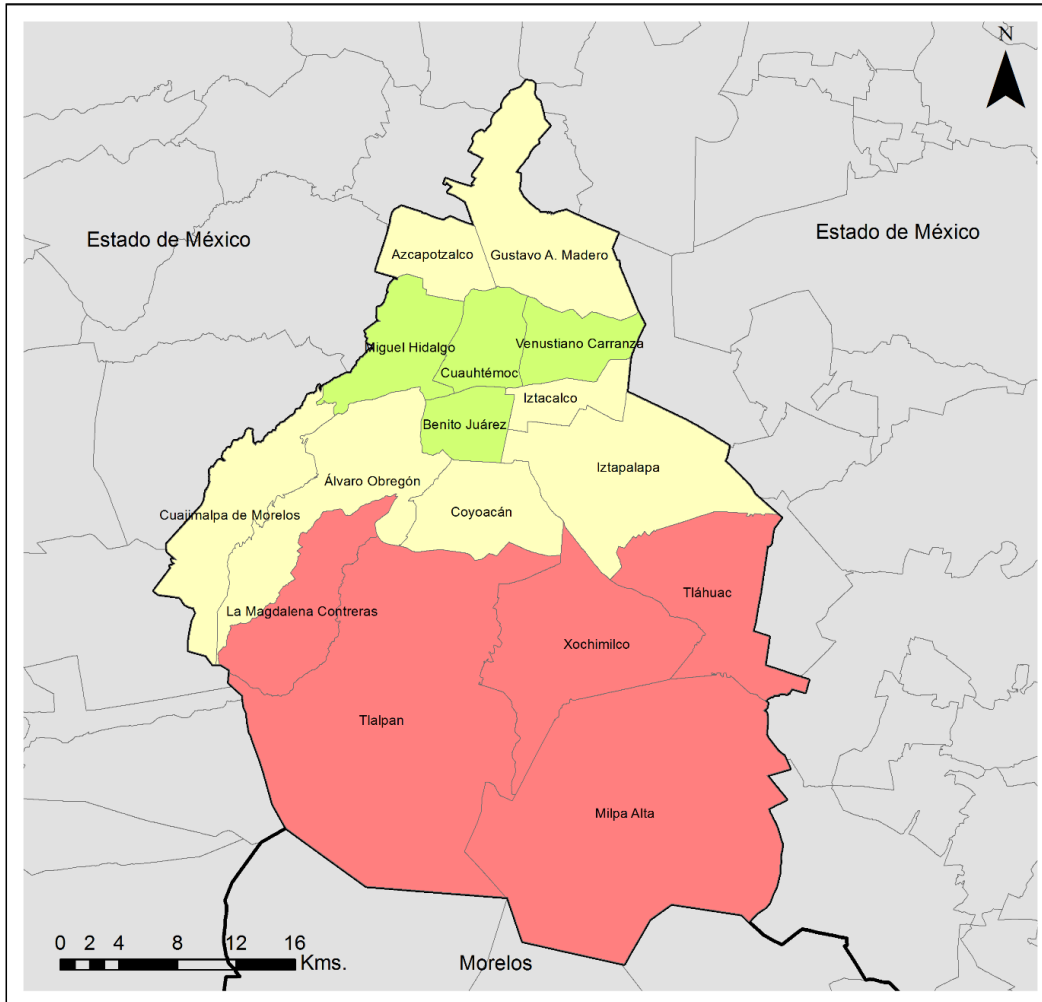 N
Estado de México
Estado de México
Azcapotzalco
Gustavo A. Madero
Miguel Hidalgo
Venustiano Carranza
Cuauhtémoc
Iztacalco
Benito Juárez
Iztapalapa
Álvaro Obregón
Coyoacán
Cuajimalpa de Morelos
Tláhuac
La Magdalena Contreras
Xochimilco
Tlalpan
Milpa Alta
0 2 4 8 12 16
Kms.
Morelos